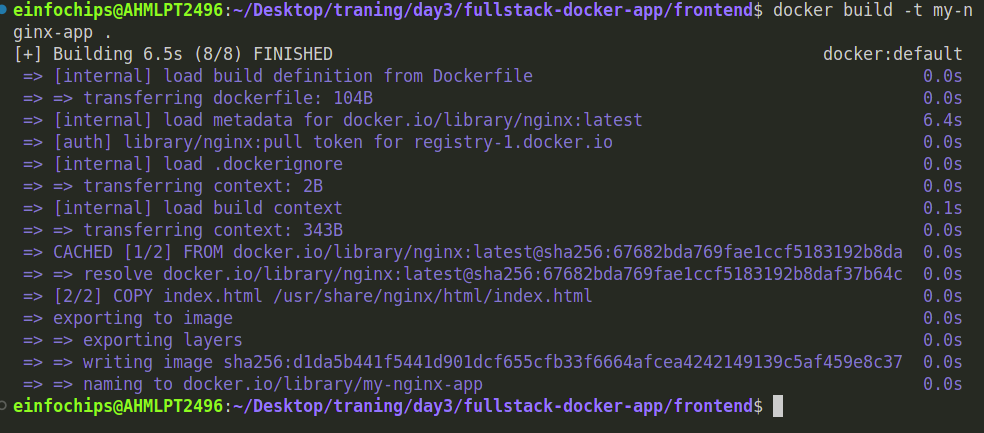 einfochips@AHMLPT2496:~/Desktop/traning/day3/fullstack-docker-app/frontend$ docker build -t my-n
ginx-app .
[+] Building 6.5s (8/8) FINISHED docker:default
=> [internal] load build definition from Dockerfile 0.0s
=> => transferring dockerfile: 104B 0.0s
=> [internal] load metadata for docker.io/library/nginx:latest 6.4s
=> [auth] library/nginx:pull token for registry-1.docker.io 0.0s
=> [internal] load .dockerignore 0.0s
=> => transferring context: 2B 0.0s
=> [internal] load build context 0.1s
=> => transferring context: 343B 0.0s
=> CACHED [1/2] FROM docker.io/library/nginx:latest@sha256:67682bda769fae1ccf5183192b8da 0.0s
=> => resolve docker.io/library/nginx:latest@sha256:67682bda769fae1ccf5183192b8daf37b64c 0.0s
=> [2/2] COPY index.html /usr/share/nginx/html/index.html 0.0s
=> exporting to image 0.0s
=> => exporting layers 0.0s
=> => writing image sha256:d1da5b441f5441d901dcf655cfb33f6664afcea4242149139c5af459e8c37 0.0s
=> => naming to docker.io/library/my-nginx-app 0.0s
einfochips@AHMLPT2496:~/Desktop/traning/day3/fullstack-docker-app/frontend$